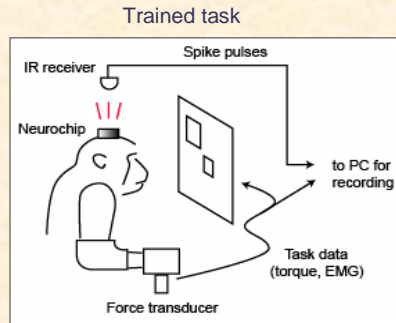 Trained task
Spike pulses
IR receiver
Neurochip
to PC for
recording
Task data
(torque, EMG)
Force transducer